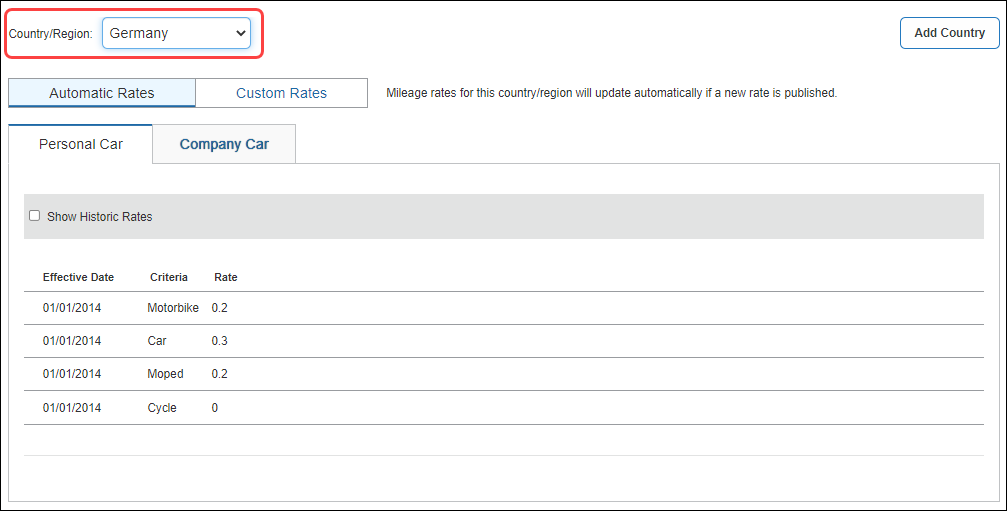 Country/Region: Germany Add Country
Automatic Rates Custom Rates Mileage rates for this country/region will update automatically if a new rate is published.
Personal Car Company Car
Show Historic Rates
Effective Date Criteria Rate
01/01/2014 Motorbike 0.2
01/01/2014 Car 0.3
01/01/2014 Moped 0.2
01/01/2014 Cycle 0